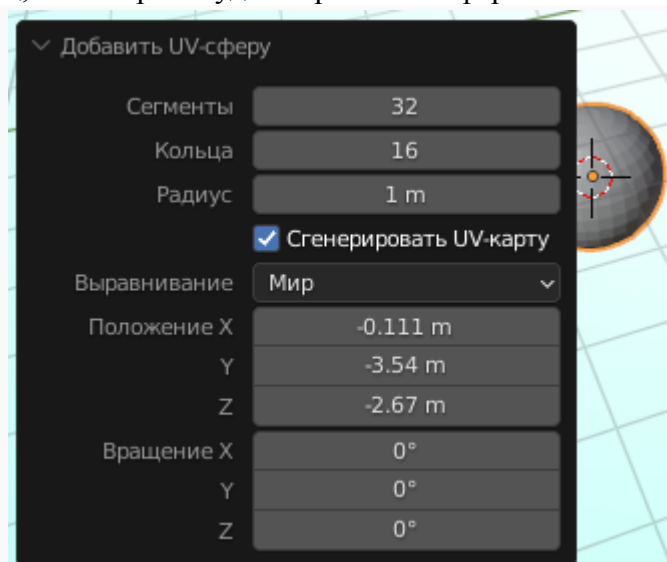 Добавить UV-сферу
Сегменты 32
Кольца 16
Радиус 1 m
Сгенерировать UV-карту
Выравнивание Мир
Положение X -0.111 m
Y -3.54 m
Z -2.67 m
Вращение X 0°
Y 0°
Z 0°